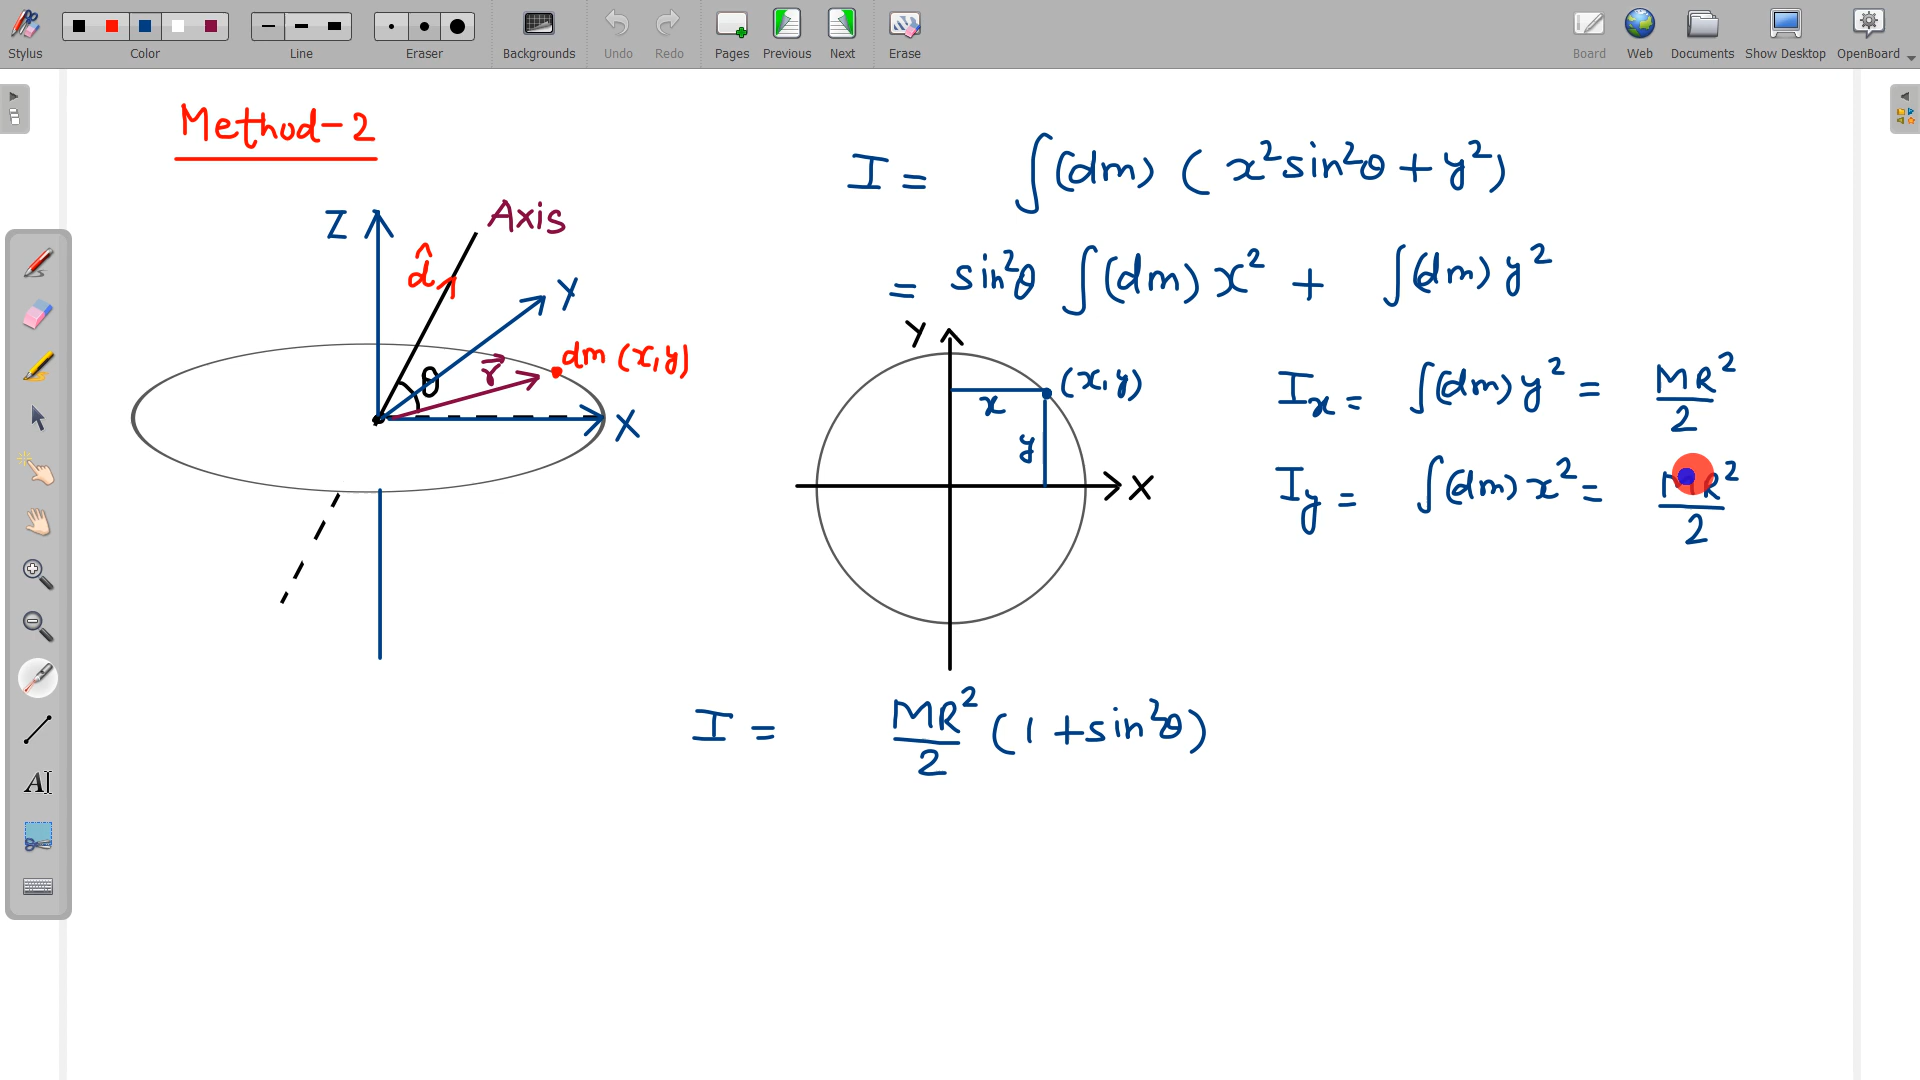 Stylus Color Line Eraser Backgrounds Undo Redo Pages Previous Next Erase Board Web Documents Show Desktop OpenBoard
Method-2
I = ∫(dm) (x²sin²θ + y²)
= sin²θ ∫(dm) x² + ∫(dm) y²
Z
Axis
d̂
Y
dm (x,y)
r⃗
θ
X
Y
(x,y)
x
y
X
Iₓ = ∫(dm) y² = MR²/2
I_y = ∫(dm) x² = MR²/2
I = MR²/2 (1 + sin²θ)
AI